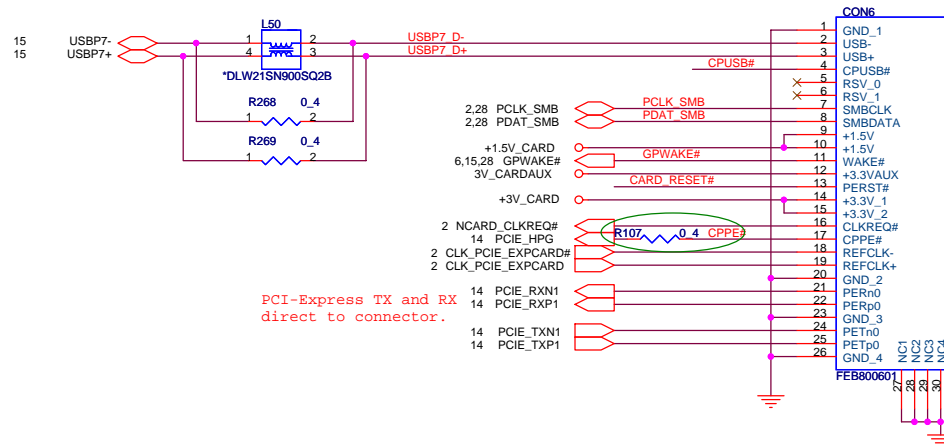 CON6
L50
15 USBP7- 1 2 USBP7_D-
15 USBP7+ 4 3 USBP7_D+
*DLW21SN900SQ2B
CPUSB#
R268 0_4
1 2
R269 0_4
1 2
2,28 PCLK_SMB PCLK_SMB
2,28 PDAT_SMB PDAT_SMB
+1.5V_CARD
6,15,28 GPWAKE# GPWAKE#
3V_CARDAUX
CARD_RESET#
+3V_CARD
2 NCARD_CLKREQ#
14 PCIE_HPG R107 0_4 CPPE#
2 CLK_PCIE_EXPCARD#
2 CLK_PCIE_EXPCARD
PCI-Express TX and RX
direct to connector.
14 PCIE_RXN1
14 PCIE_RXP1
14 PCIE_TXN1
14 PCIE_TXP1
1 GND_1
2 USB-
3 USB+
4 CPUSB#
5 RSV_0
6 RSV_1
7 SMBCLK
8 SMBDATA
9 +1.5V
10 +1.5V
11 WAKE#
12 +3.3VAUX
13 PERST#
14 +3.3V_1
15 +3.3V_2
16 CLKREQ#
17 CPPE#
18 REFCLK-
19 REFCLK+
20 GND_2
21 PERn0
22 PERp0
23 GND_3
24 PETn0
25 PETp0
26 GND_4
NC1 NC2 NC3 NC4
FEB800601
27 28 29 30